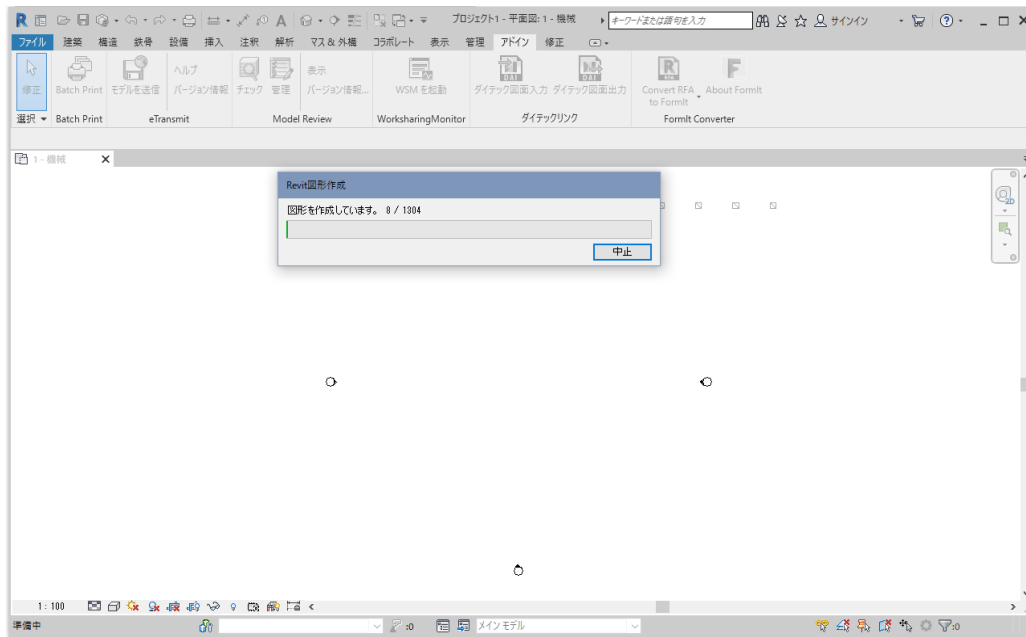 プロジェクト1 - 平面図: 1 - 機械
キーワードまたは語句を入力
サインイン
ファイル 建築 構造 鉄骨 設備 挿入 注釈 解析 マス & 外構 コラボレート 表示 管理 アドイン 修正
修正
Batch Print
モデルを送信
ヘルプ
バージョン情報
チェック
管理
表示
バージョン情報...
WSM を起動
ダイテック図面入力
ダイテック図面出力
Convert RFA
to FormIt
About FormIt
選択 Batch Print eTransmit Model Review WorksharingMonitor ダイテックリンク FormIt Converter
1 - 機械
Revit図形作成
図形を作成しています。 8 / 1304
中止
1 : 100
準備中 :0 メイン モデル :0